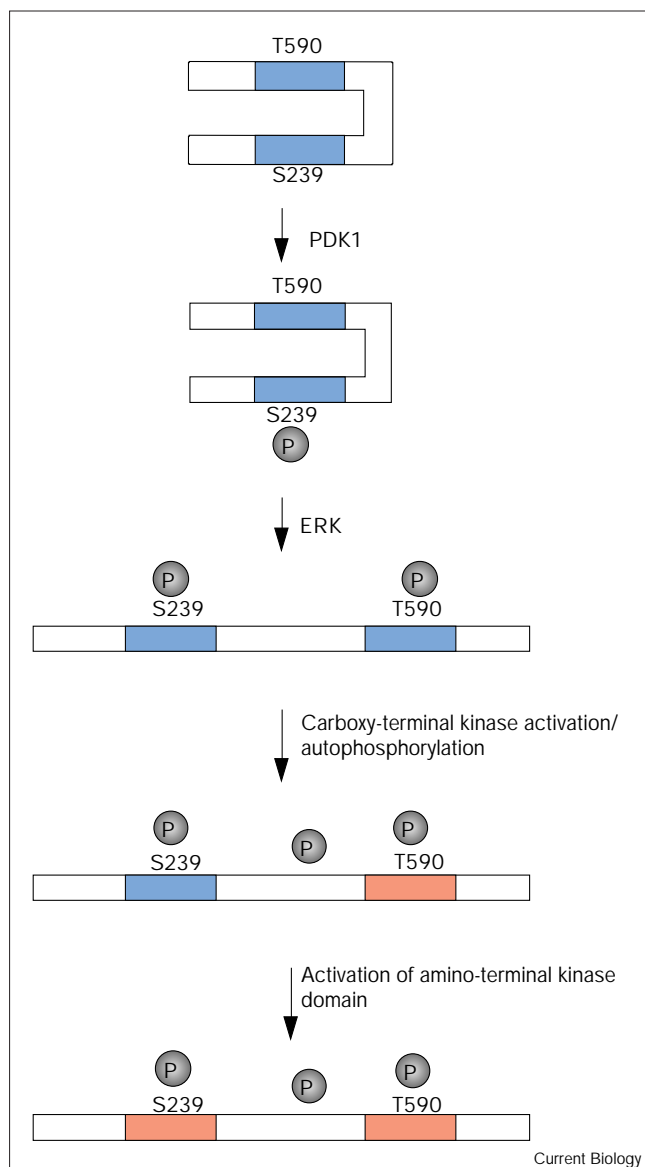 T590
S239
PDK1
T590
S239
P
ERK
P P
S239 T590
Carboxy-terminal kinase activation/
autophosphorylation
P P P
S239 T590
Activation of amino-terminal kinase
domain
P P P
S239 T590
Current Biology